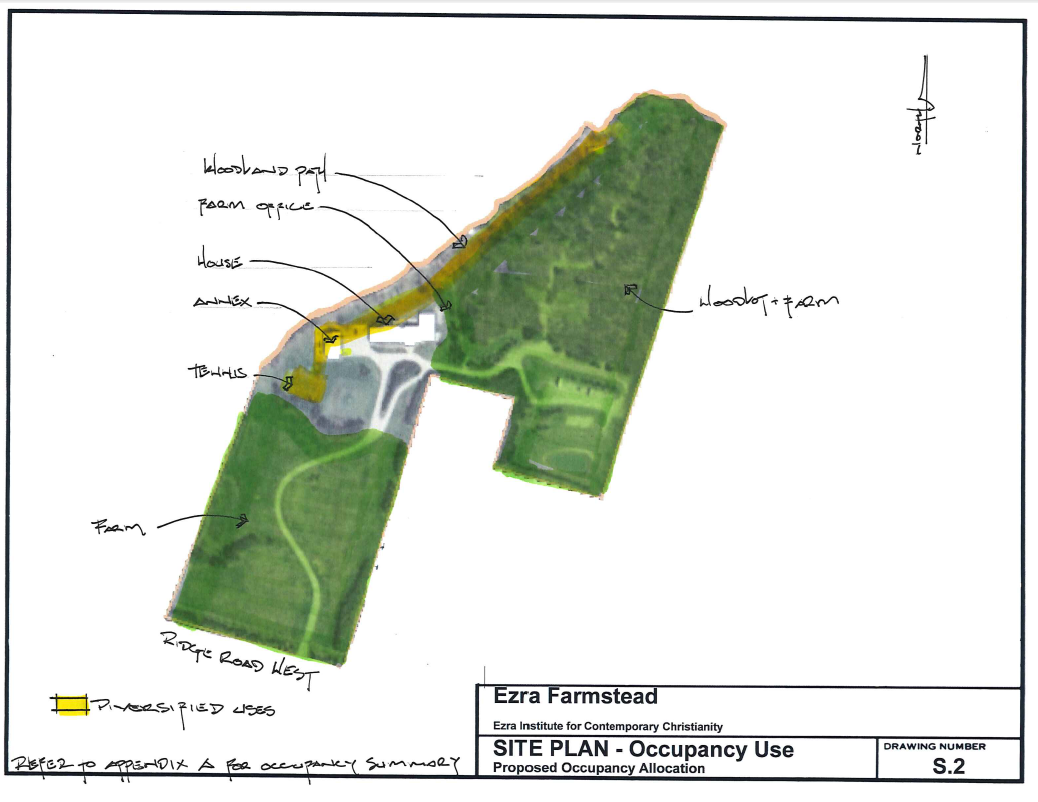 NORTH
WOODLAND PATH
FARM OFFICE
HOUSE
ANNEX
TENNIS
WOODLOT + FARM
FARM
RIDGE ROAD WEST
DIVERSIFIED USES
REFER TO APPENDIX A FOR OCCUPANCY SUMMARY
Ezra Farmstead
Ezra Institute for Contemporary Christianity
SITE PLAN - Occupancy Use
Proposed Occupancy Allocation
DRAWING NUMBER
S.2